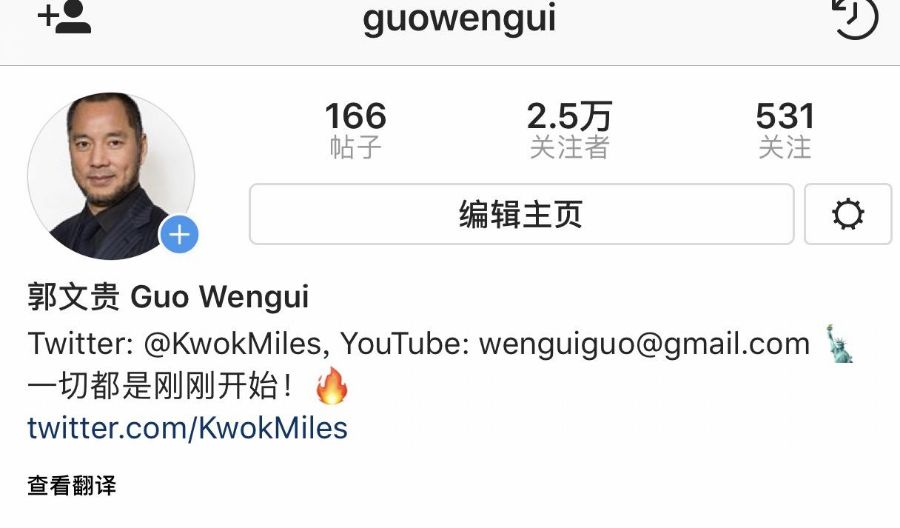 guowengui
166 2.5万 531
帖子 关注者 关注
编辑主页
郭文贵 Guo Wengui
Twitter: @KwokMiles, YouTube: wenguiguo@gmail.com 🗽
一切都是刚刚开始！🔥
twitter.com/KwokMiles
查看翻译